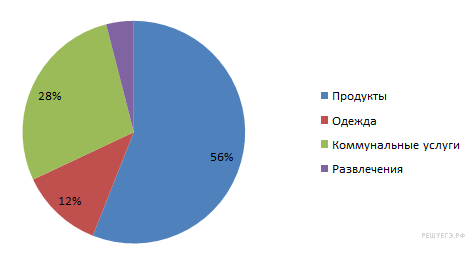 28%
56%
12%
Продукты
Одежда
Коммунальные услуги
Развлечения
РЕШУЕГЭ.РФ